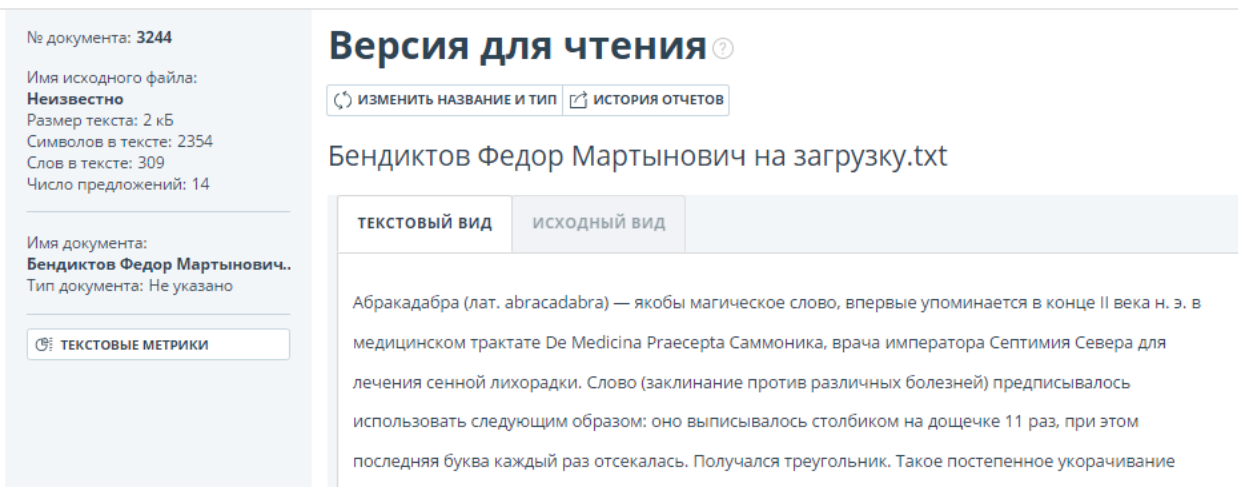 № документа: 3244
Имя исходного файла:
Неизвестно
Размер текста: 2 кБ
Символов в тексте: 2354
Слов в тексте: 309
Число предложений: 14
Имя документа:
Бендиктов Федор Мартынович..
Тип документа: Не указано
ТЕКСТОВЫЕ МЕТРИКИ
Версия для чтения ?
ИЗМЕНИТЬ НАЗВАНИЕ И ТИП ИСТОРИЯ ОТЧЕТОВ
Бендиктов Федор Мартынович на загрузку.txt
ТЕКСТОВЫЙ ВИД ИСХОДНЫЙ ВИД
Абракадабра (лат. abracadabra) — якобы магическое слово, впервые упоминается в конце II века н. э. в
медицинском трактате De Medicina Praecepta Саммоника, врача императора Септимия Севера для
лечения сенной лихорадки. Слово (заклинание против различных болезней) предписывалось
использовать следующим образом: оно выписывалось столбиком на дощечке 11 раз, при этом
последняя буква каждый раз отсекалась. Получался треугольник. Такое постепенное укорачивание